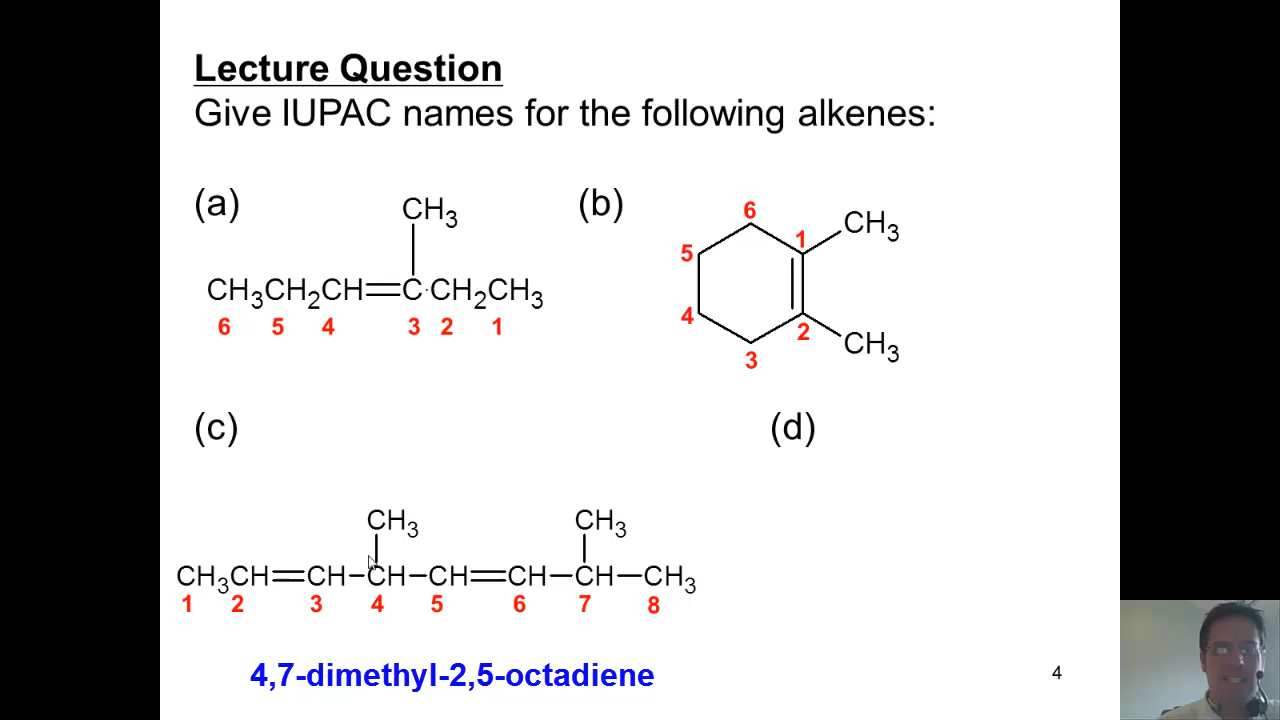 Lecture Question
Give IUPAC names for the following alkenes:
(a)
(b)
CH3
CH3CH2CH=C·CH2CH3
6 5 4 3 2 1
6
1
CH3
5
4
2
CH3
3
(c)
(d)
CH3
CH3
CH3CH=CH-CH-CH=CH-CH-CH3
1 2 3 4 5 6 7 8
4,7-dimethyl-2,5-octadiene
4